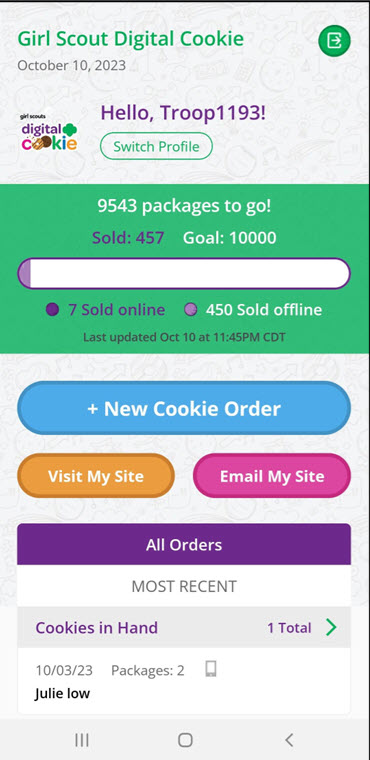 Girl Scout Digital Cookie
October 10, 2023
girl scouts
digital
cookie
Hello, Troop1193!
Switch Profile
9543 packages to go!
Sold: 457 Goal: 10000
7 Sold online 450 Sold offline
Last updated Oct 10 at 11:45PM CDT
+ New Cookie Order
Visit My Site Email My Site
All Orders
MOST RECENT
Cookies in Hand 1 Total
10/03/23 Packages: 2
Julie low